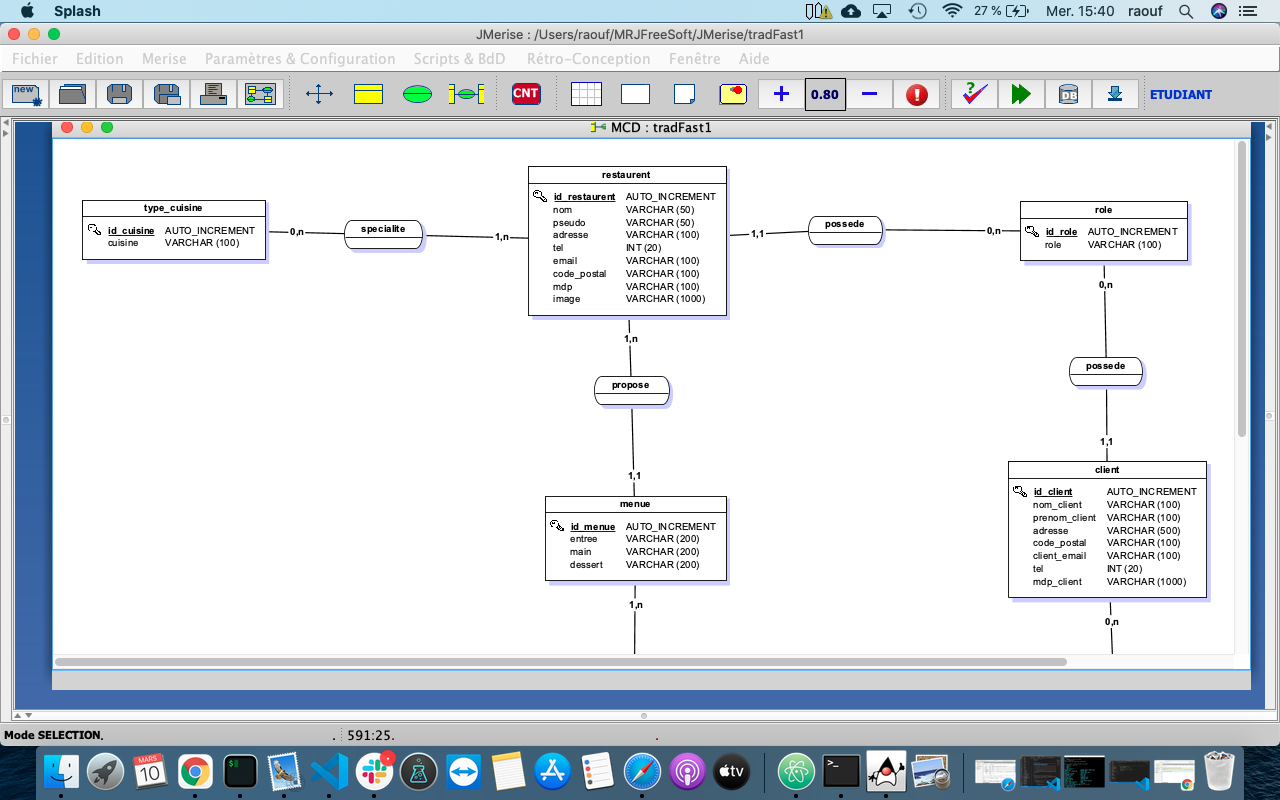 Splash 27 % Mer. 15:40 raouf
JMerise : /Users/raouf/MRJFreeSoft/JMerise/tradFast1
Fichier Edition Merise Paramètres & Configuration Scripts & BdD Rétro-Conception Fenêtre Aide
new CNT 0.80 DB ETUDIANT
MCD : tradFast1
type_cuisine
id_cuisine AUTO_INCREMENT
cuisine VARCHAR (100)
0,n
specialite
1,n
restaurent
id_restaurent AUTO_INCREMENT
nom VARCHAR (50)
pseudo VARCHAR (50)
adresse VARCHAR (100)
tel INT (20)
email VARCHAR (100)
code_postal VARCHAR (100)
mdp VARCHAR (100)
image VARCHAR (1000)
1,1
possede
0,n
role
id_role AUTO_INCREMENT
role VARCHAR (100)
0,n
possede
1,1
1,n
propose
1,1
menue
id_menue AUTO_INCREMENT
entree VARCHAR (200)
main VARCHAR (200)
dessert VARCHAR (200)
1,n
client
id_client AUTO_INCREMENT
nom_client VARCHAR (100)
prenom_client VARCHAR (100)
adresse VARCHAR (500)
code_postal VARCHAR (100)
client_email VARCHAR (100)
tel INT (20)
mdp_client VARCHAR (1000)
0,n
Mode SELECTION. . 591:25. .
MARS
10
tv